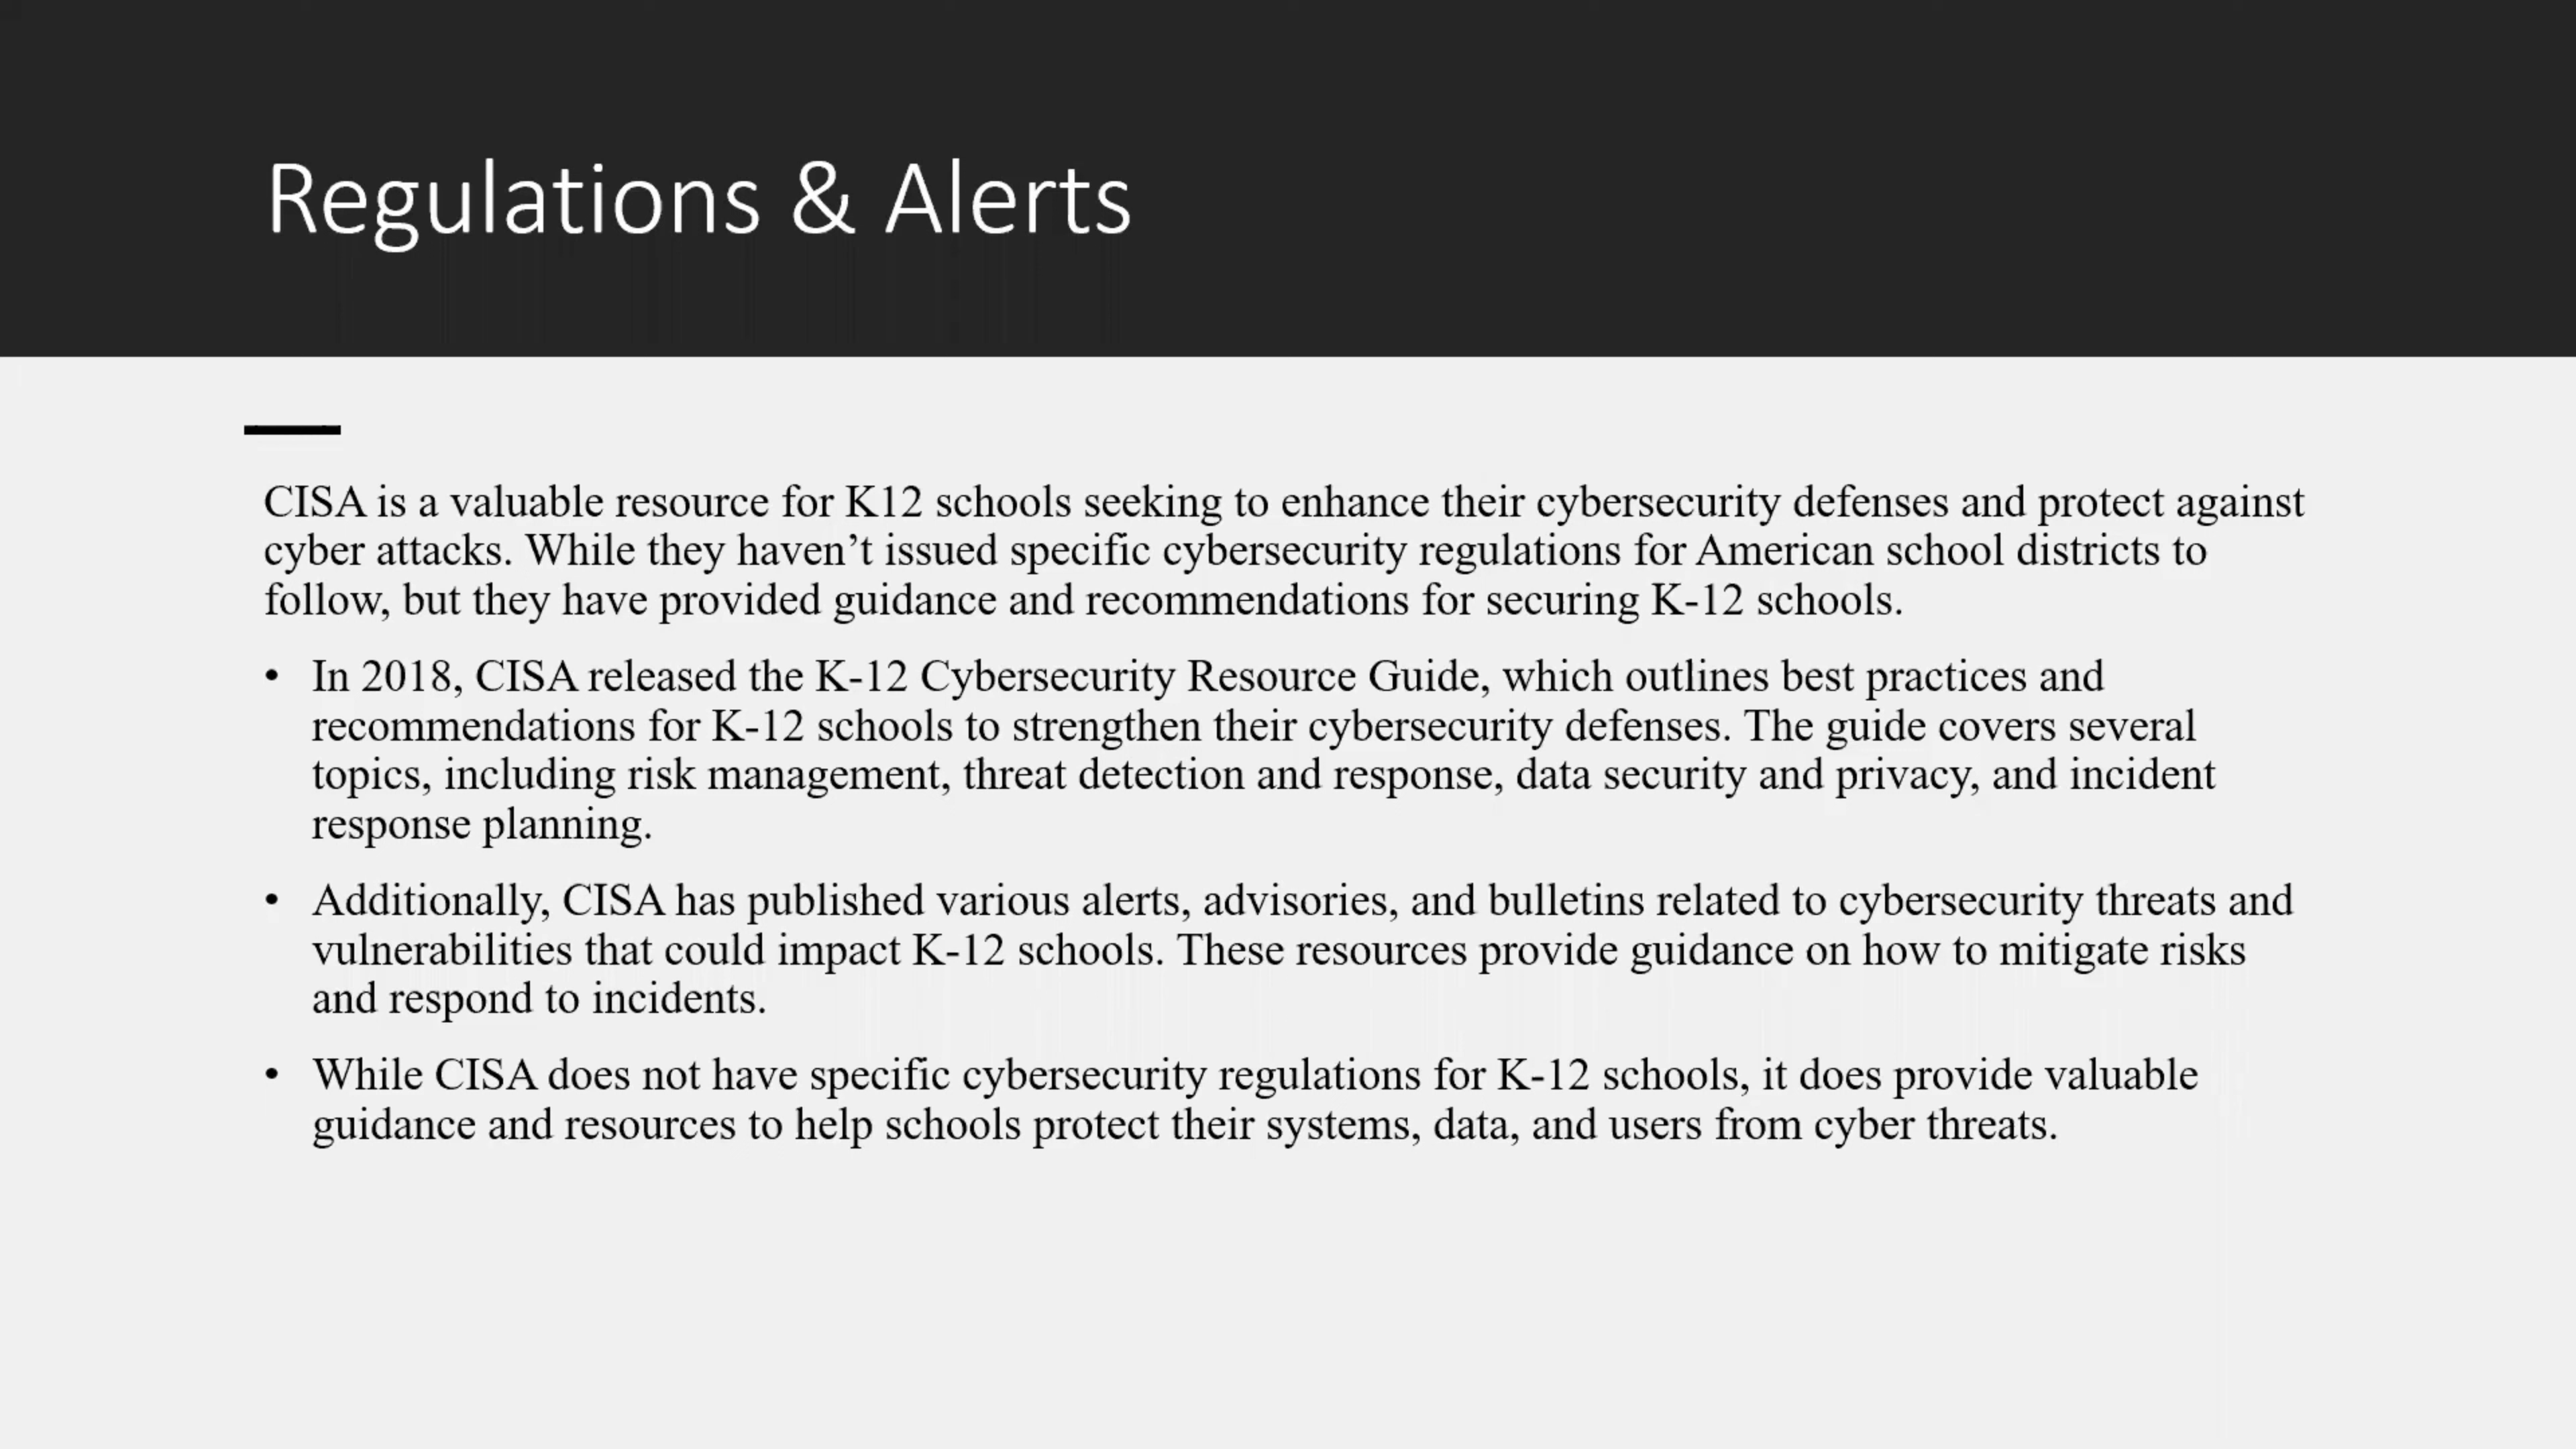 Regulations & Alerts
CISA is a valuable resource for K12 schools seeking to enhance their cybersecurity defenses and protect against
cyber attacks. While they haven’t issued specific cybersecurity regulations for American school districts to
follow, but they have provided guidance and recommendations for securing K-12 schools.
• In 2018, CISA released the K-12 Cybersecurity Resource Guide, which outlines best practices and
recommendations for K-12 schools to strengthen their cybersecurity defenses. The guide covers several
topics, including risk management, threat detection and response, data security and privacy, and incident
response planning.
• Additionally, CISA has published various alerts, advisories, and bulletins related to cybersecurity threats and
vulnerabilities that could impact K-12 schools. These resources provide guidance on how to mitigate risks
and respond to incidents.
• While CISA does not have specific cybersecurity regulations for K-12 schools, it does provide valuable
guidance and resources to help schools protect their systems, data, and users from cyber threats.